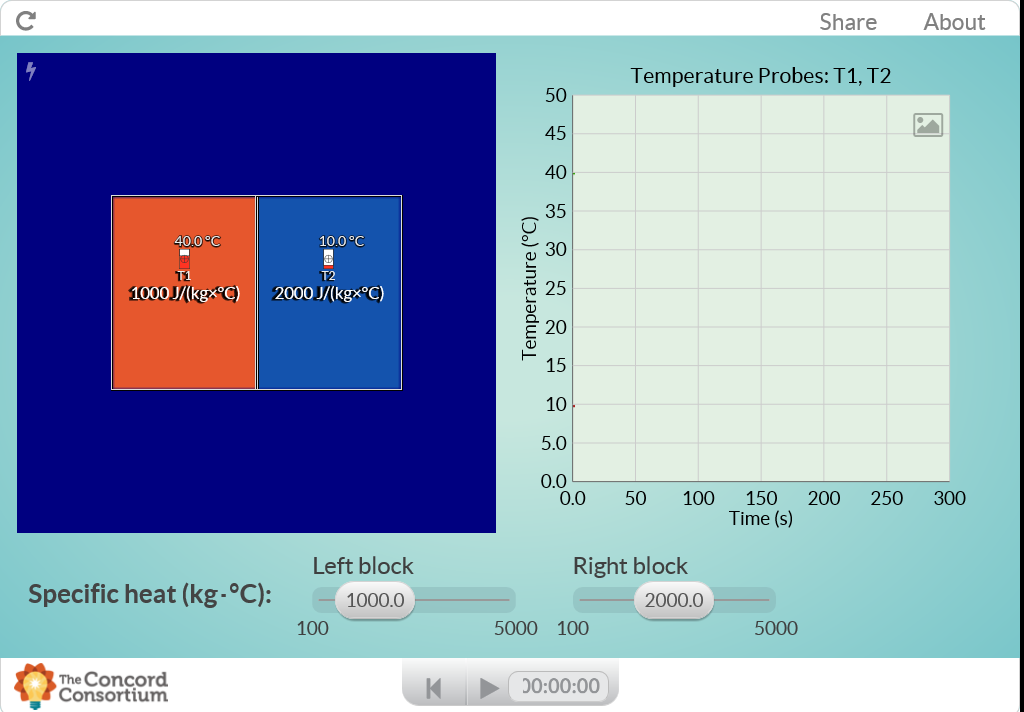 Share About
Temperature Probes: T1, T2
50
45
40
35
30
25
20
15
10
5.0
0.0
Temperature (°C)
0.0 50 100 150 200 250 300
Time (s)
40.0 °C 10.0 °C
T1 T2
1000 J/(kg×°C) 2000 J/(kg×°C)
Left block Right block
Specific heat (kg·°C): 1000.0 2000.0
100 5000 100 5000
The Concord
Consortium
00:00:00